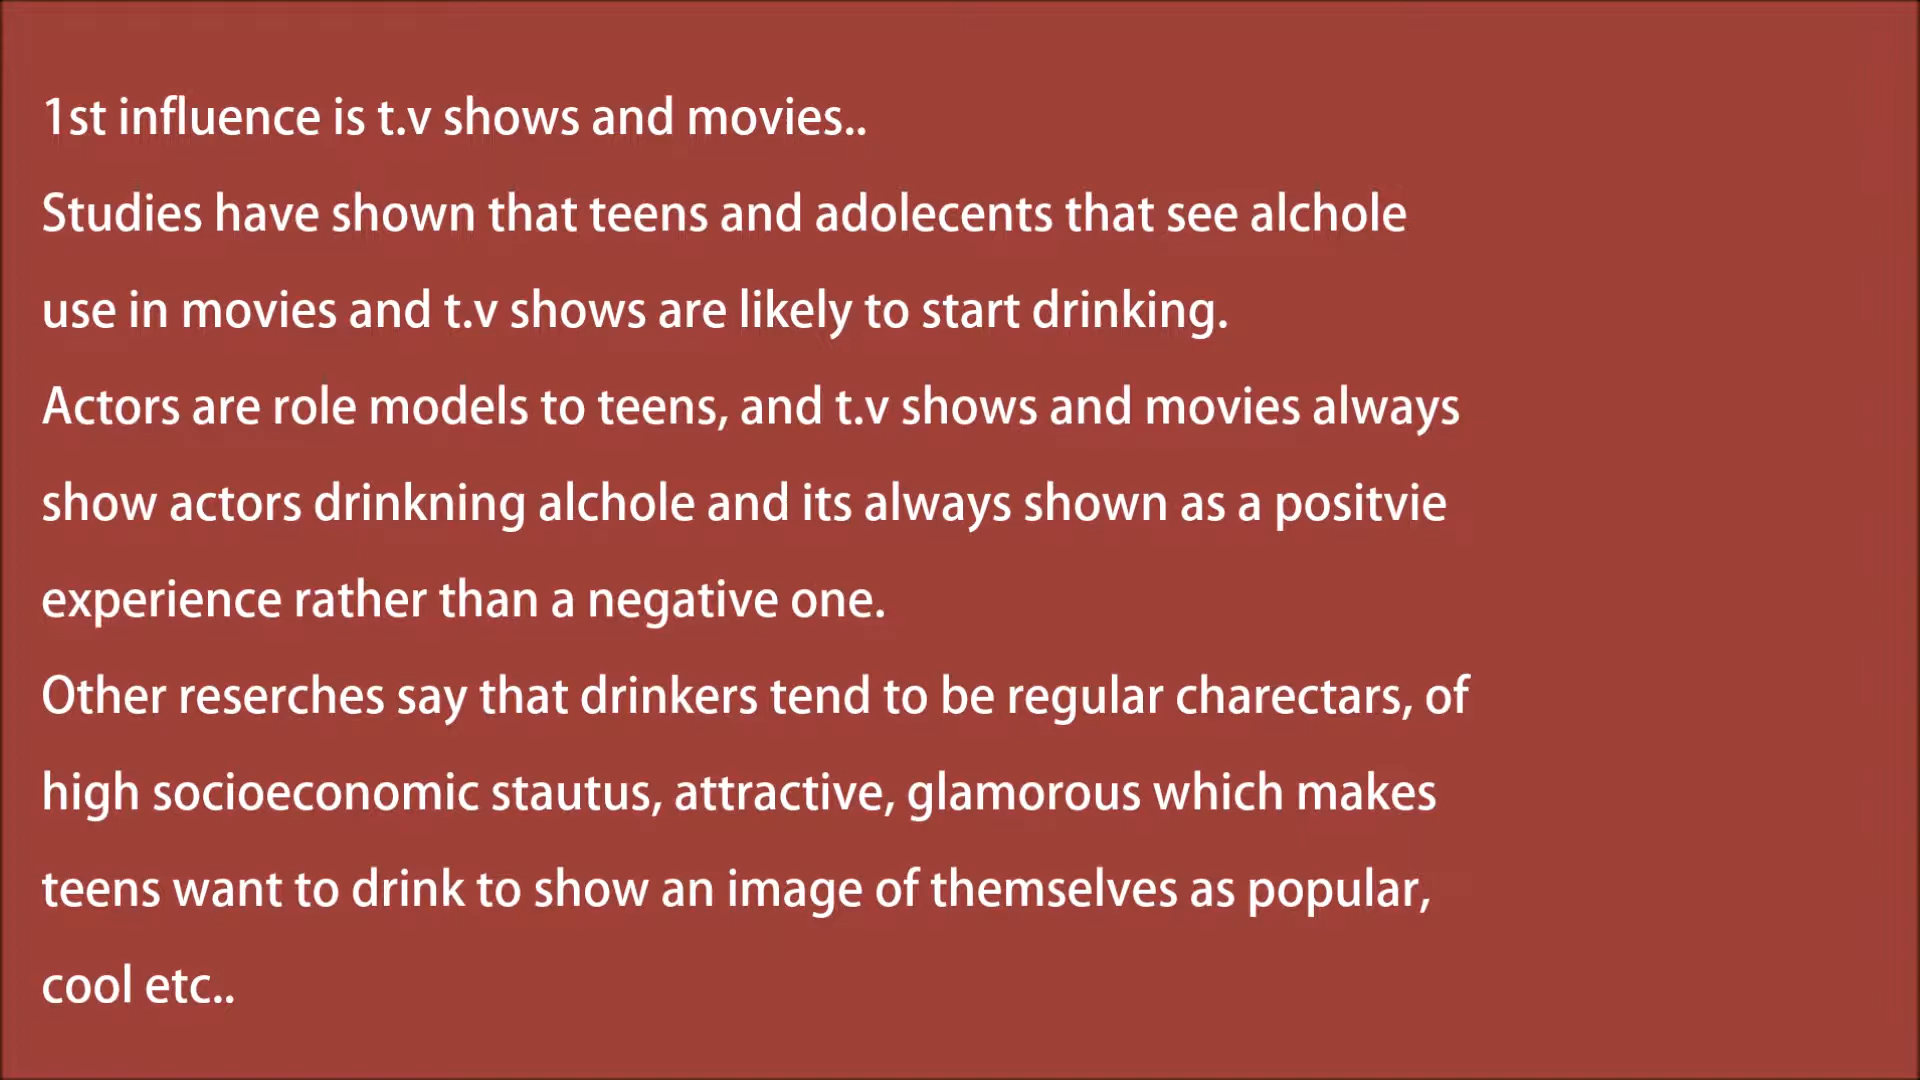 1st influence is t.v shows and movies..
Studies have shown that teens and adolecents that see alchole
use in movies and t.v shows are likely to start drinking.
Actors are role models to teens, and t.v shows and movies always
show actors drinkning alchole and its always shown as a positvie
experience rather than a negative one.
Other reserches say that drinkers tend to be regular charectars, of
high socioeconomic stautus, attractive, glamorous which makes
teens want to drink to show an image of themselves as popular,
cool etc..